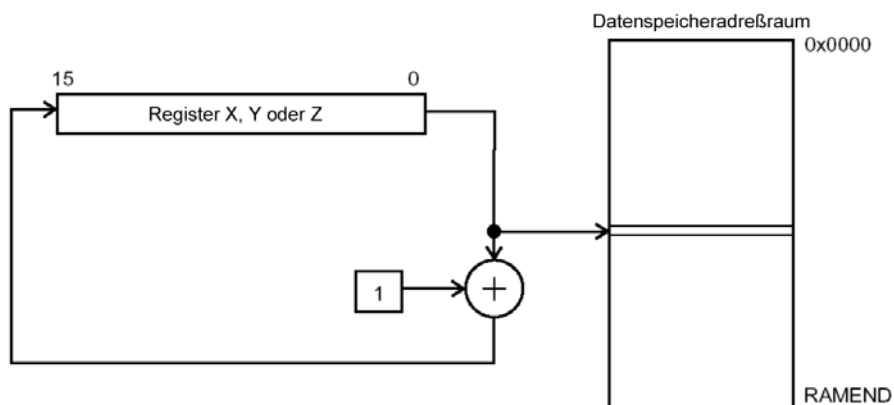 Datenspeicheradreßraum
0x0000
15
0
Register X, Y oder Z
1
+
RAMEND